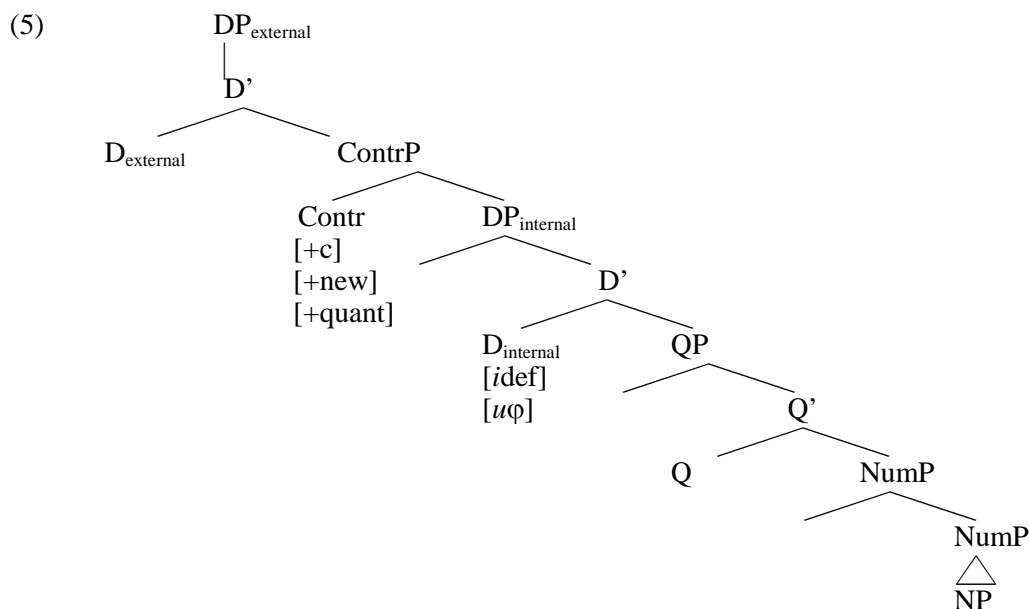 (5)
DPexternal
D’
Dexternal ContrP
Contr DPinternal
[+c]
[+new] D’
[+quant]
Dinternal QP
[idef]
[uφ] Q’
Q NumP
NumP
NP